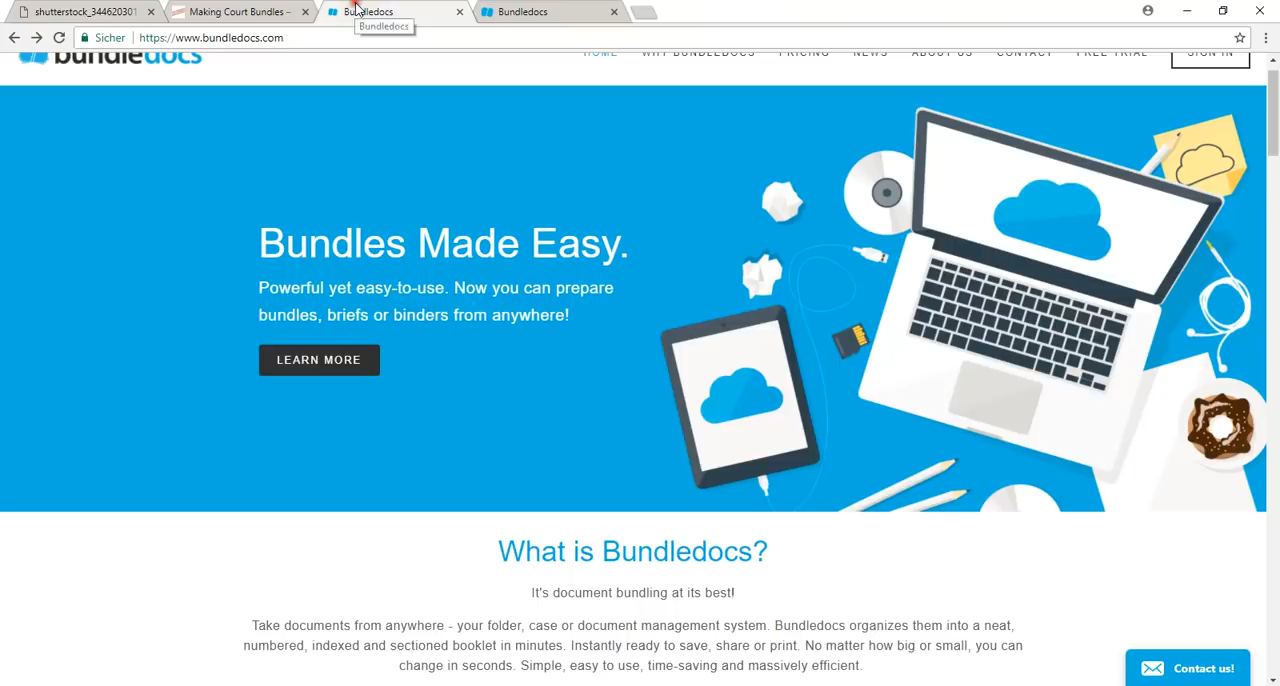 shutterstock_344620301
Making Court Bundles –
Bundledocs
Bundledocs
Bundledocs
Sicher
https://www.bundledocs.com
bundledocs
HOME
WHY BUNDLEDOCS
PRICING
NEWS
ABOUT US
CONTACT
FREE TRIAL
SIGN IN
Bundles Made Easy.
Powerful yet easy-to-use. Now you can prepare
bundles, briefs or binders from anywhere!
LEARN MORE
What is Bundledocs?
It's document bundling at its best!
Take documents from anywhere - your folder, case or document management system. Bundledocs organizes them into a neat,
numbered, indexed and sectioned booklet in minutes. Instantly ready to save, share or print. No matter how big or small, you can
change in seconds. Simple, easy to use, time-saving and massively efficient.
Contact us!